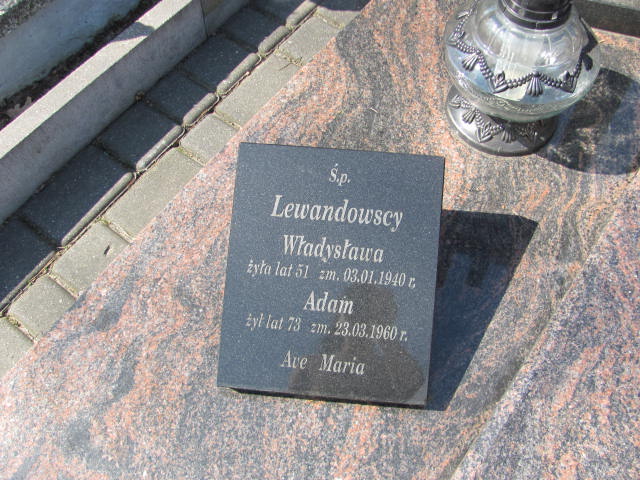 Ś.p.
Lewandowscy
Władysława
żyła lat 51 zm. 03.01.1940 r.
Adam
żył lat 73 zm. 23.03.1960 r.
Ave Maria